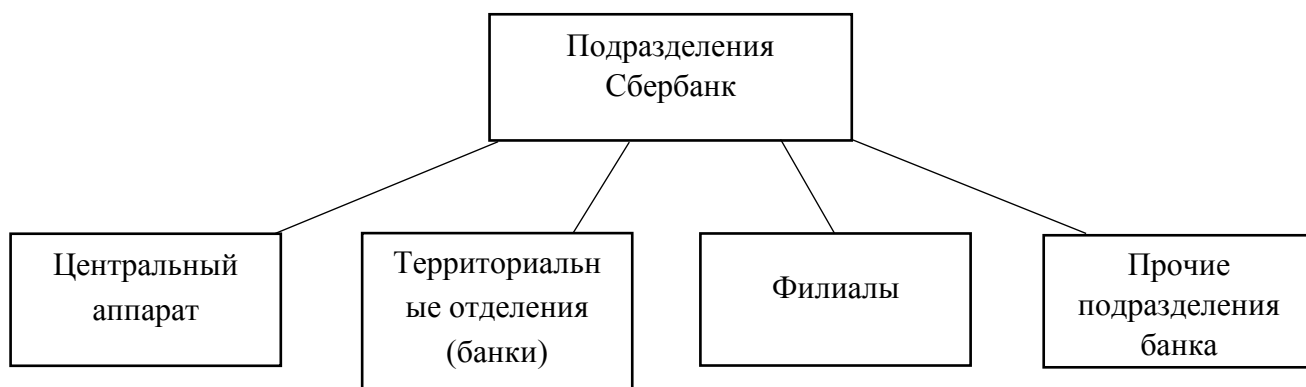 Подразделения
Сбербанк
Центральный
аппарат
Территориальн
ые отделения
(банки)
Филиалы
Прочие
подразделения
банка